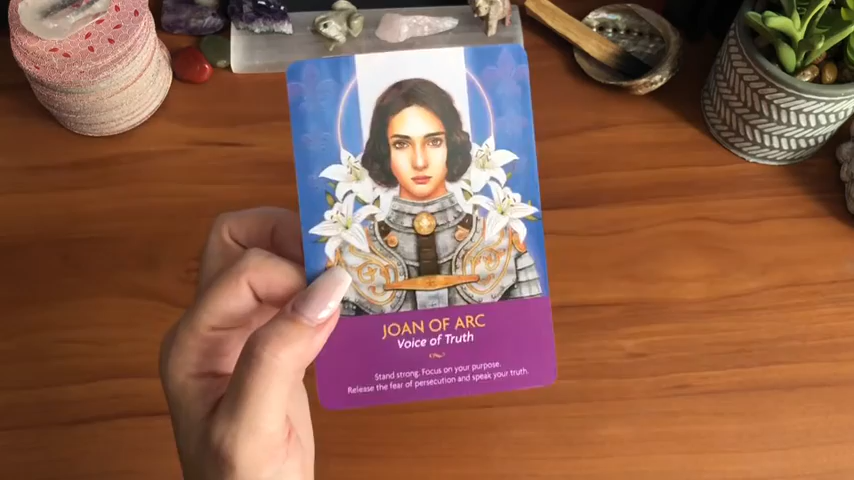 JOAN OF ARC
Voice of Truth
Stand strong. Focus on your purpose.
Release the fear of persecution and speak your truth.